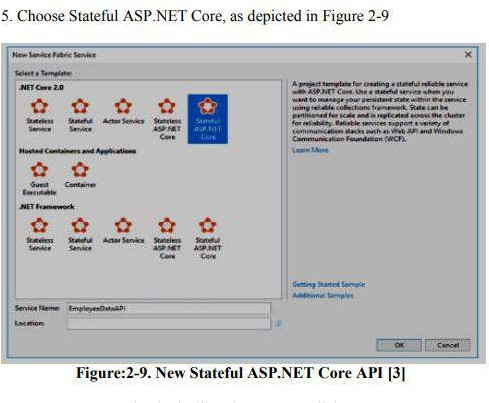 5. Choose Stateful ASP.NET Core, as depicted in Figure 2-9
New Service Fabric Service
Select a Template:
.NET Core 2.0
Stateless Service
Stateful Service
Actor Service
Stateless ASP.NET Core
Stateful ASP.NET Core
Hosted Containers and Applications
Guest Executable
Container
.NET Framework
Stateless Service
Stateful Service
Actor Service
Stateless ASP.NET Core
Stateful ASP.NET Core
A project template for creating a stateful reliable service
with ASP.NET Core. Use a stateful service when you
want to manage your persistent state within the service
using reliable collections framework. State can be
partitioned for scale and is replicated across the cluster
for reliability. Reliable services support a variety of
communication stacks such as Web API and Windows
Communication Foundation (WCF).
Learn More
Getting Started Sample
Additional Samples
Service Name: EmployeeDataAPI
Location:
OK
Cancel
Figure:2-9. New Stateful ASP.NET Core API [3]